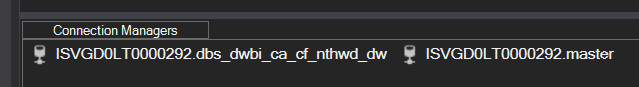 Connection Managers
ISVGD0LT0000292.dbs_dwbi_ca_cf_nthwd_dw ISVGD0LT0000292.master